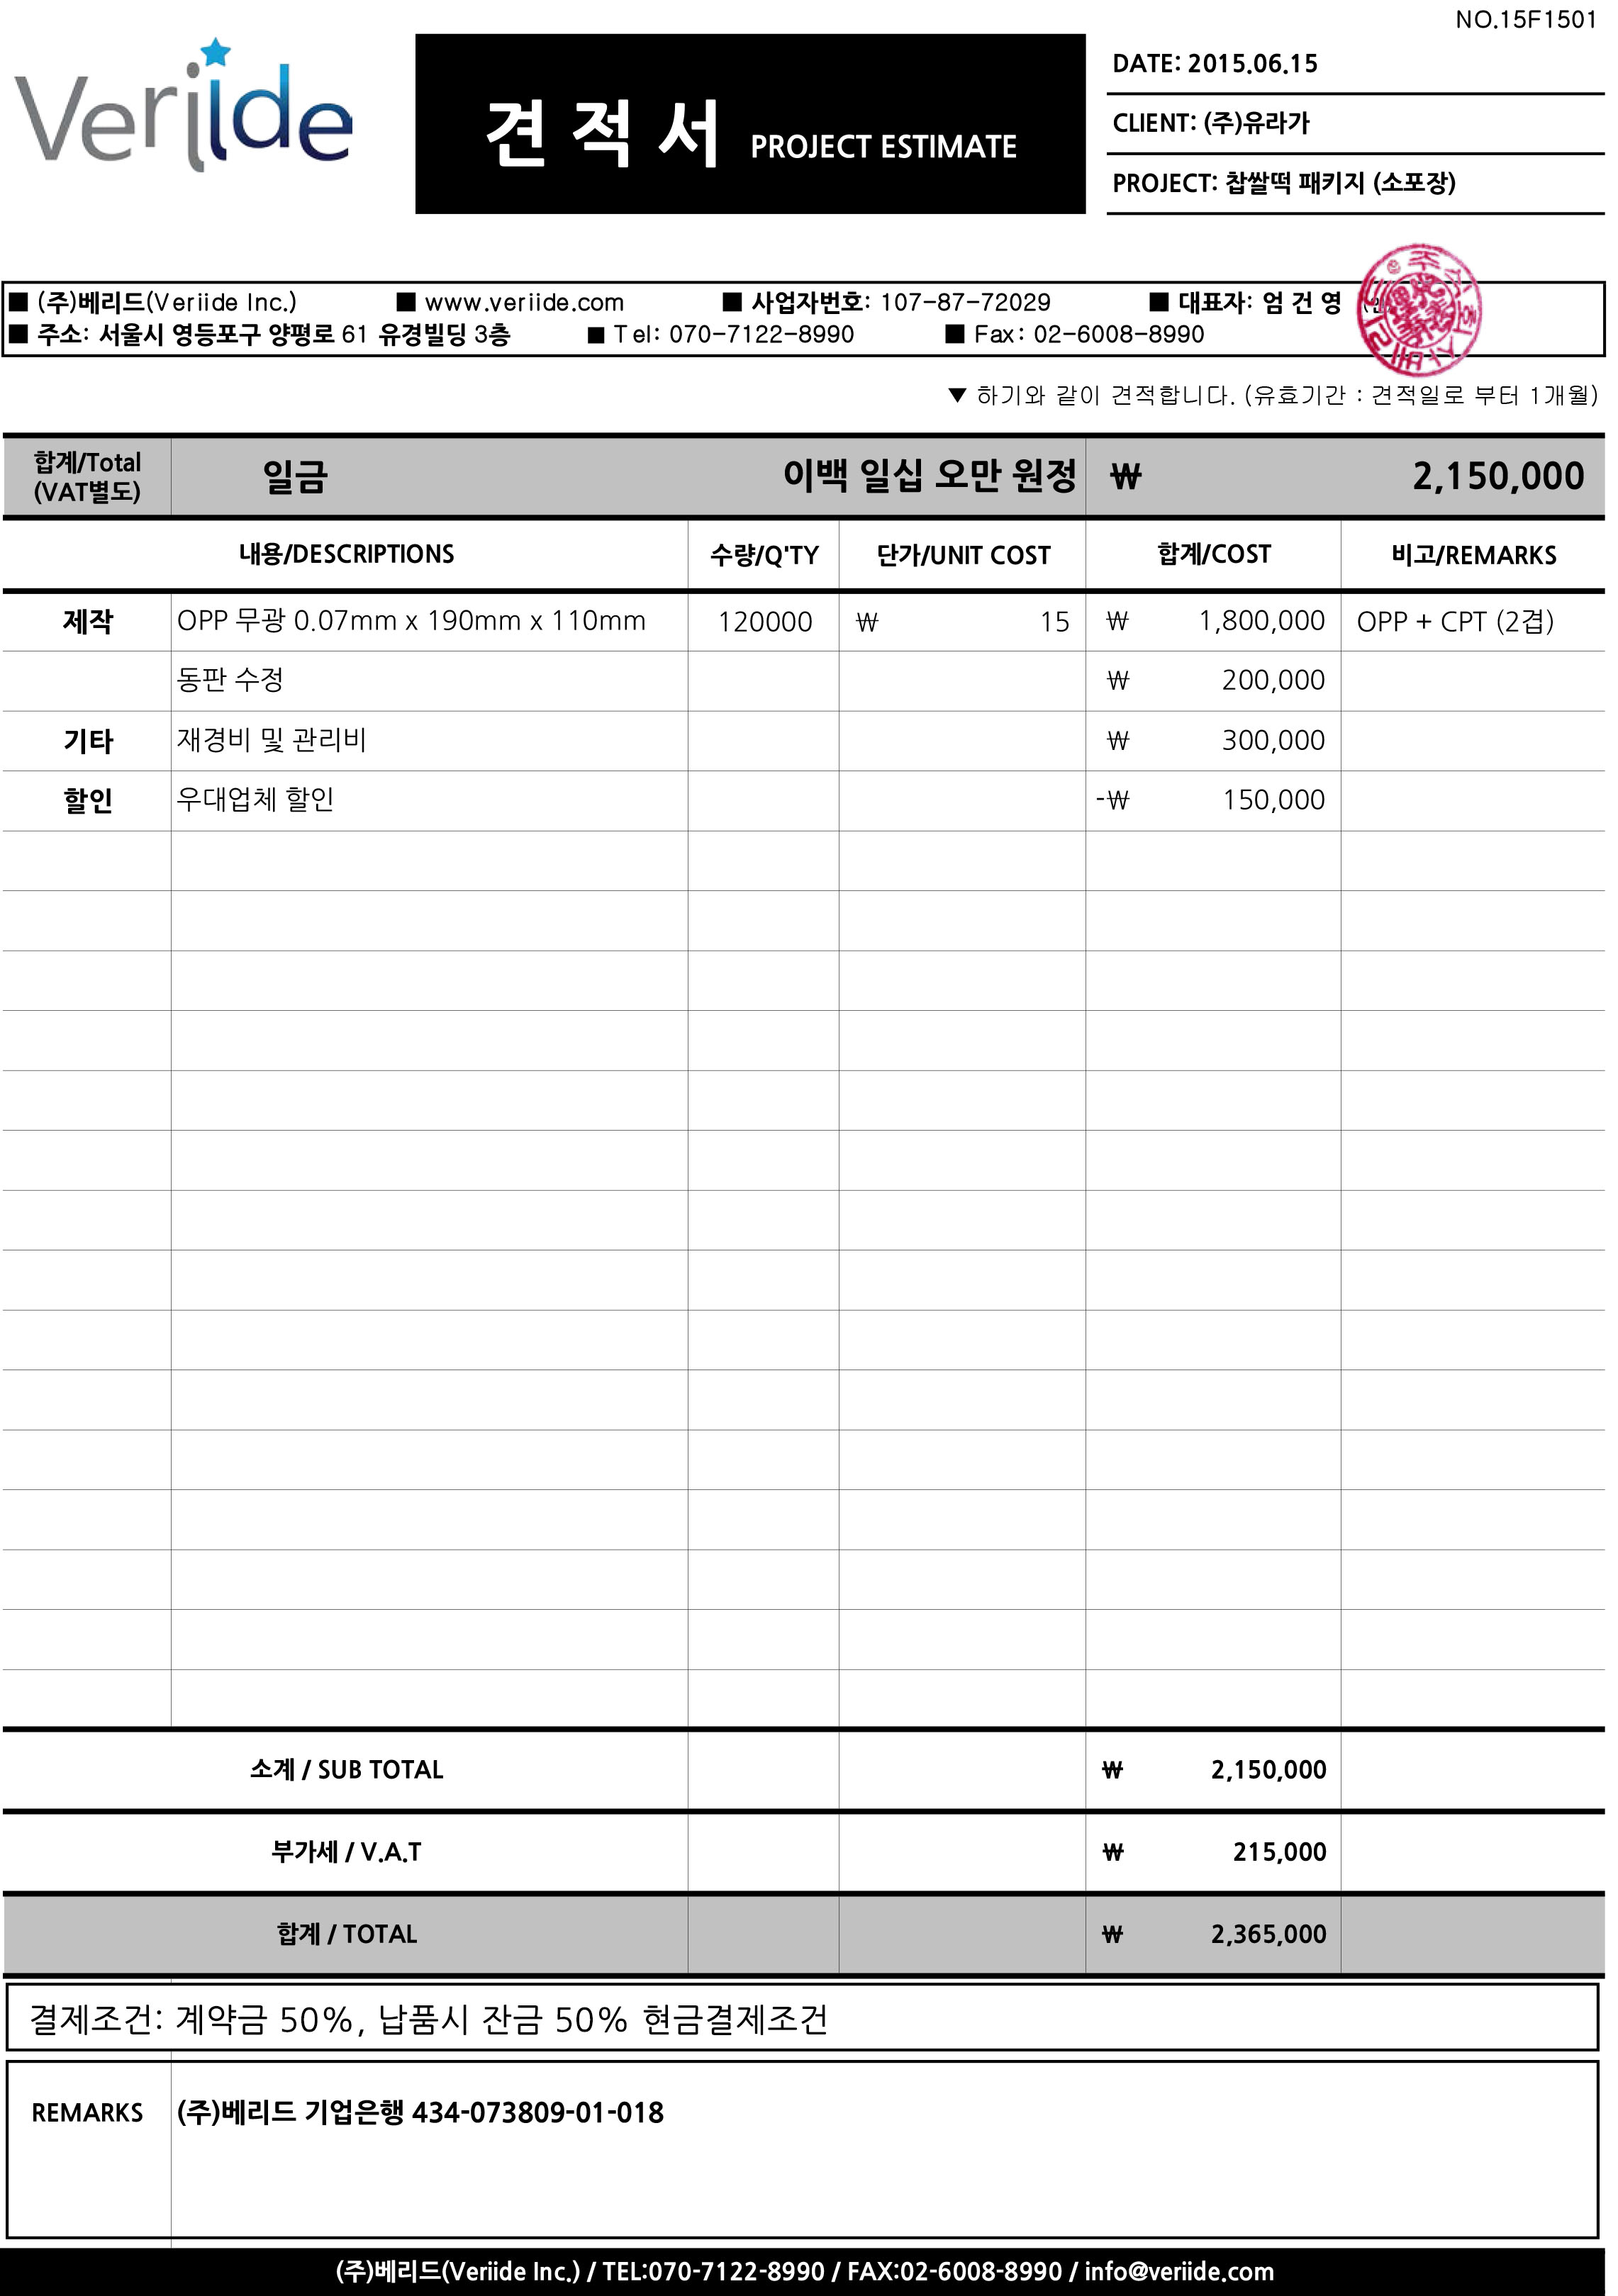 NO.15F1501
Veriide
견 적 서 PROJECT ESTIMATE
DATE: 2015.06.15
CLIENT: (주)유라가
PROJECT: 찹쌀떡 패키지 (소포장)
■ (주)베리드(Veriide Inc.) ■ www.veriide.com ■ 사업자번호: 107-87-72029 ■ 대표자: 엄 건 영
■ 주소: 서울시 영등포구 양평로 61 유경빌딩 3층 ■ Tel: 070-7122-8990 ■ Fax: 02-6008-8990
주식회사베리드
▼ 하기와 같이 견적합니다. (유효기간 : 견적일로 부터 1개월)
합계/Total
(VAT별도)
일금 이백 일십 오만 원정 ₩ 2,150,000
내용/DESCRIPTIONS 수량/Q'TY 단가/UNIT COST 합계/COST 비고/REMARKS
제작 OPP 무광 0.07mm x 190mm x 110mm 120000 ₩ 15 ₩ 1,800,000 OPP + CPT (2겹)
동판 수정 ₩ 200,000
기타 재경비 및 관리비 ₩ 300,000
할인 우대업체 할인 -₩ 150,000
소계 / SUB TOTAL ₩ 2,150,000
부가세 / V.A.T ₩ 215,000
합계 / TOTAL ₩ 2,365,000
결제조건: 계약금 50%, 납품시 잔금 50% 현금결제조건
REMARKS (주)베리드 기업은행 434-073809-01-018
(주)베리드(Veriide Inc.) / TEL:070-7122-8990 / FAX:02-6008-8990 / info@veriide.com